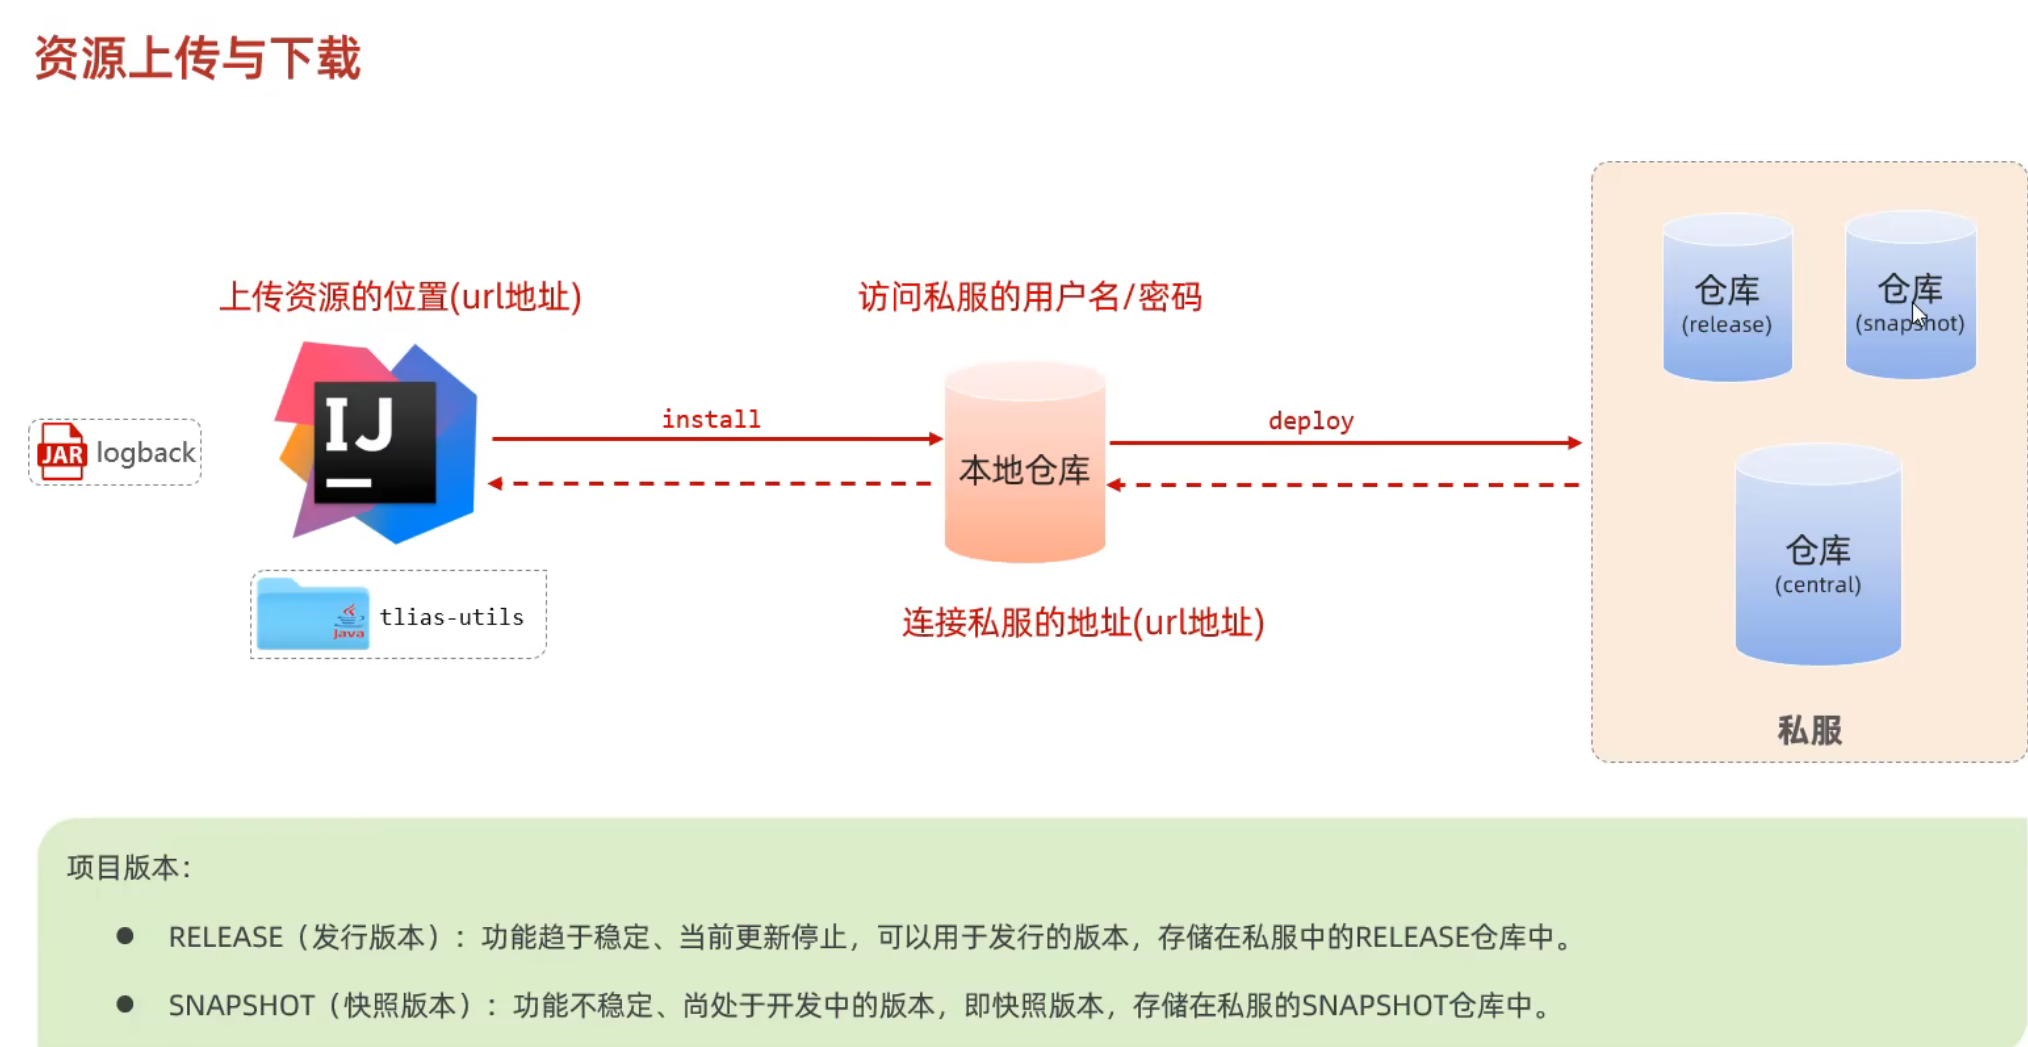 资源上传与下载
上传资源的位置(url地址)
访问私服的用户名/密码
仓库
(release)
仓库
(snapshot)
IJ
install
deploy
JAR logback
本地仓库
仓库
(central)
Java tlias-utils
连接私服的地址(url地址)
私服
项目版本：
● RELEASE（发行版本）：功能趋于稳定、当前更新停止，可以用于发行的版本，存储在私服中的RELEASE仓库中。
● SNAPSHOT（快照版本）：功能不稳定、尚处于开发中的版本，即快照版本，存储在私服的SNAPSHOT仓库中。